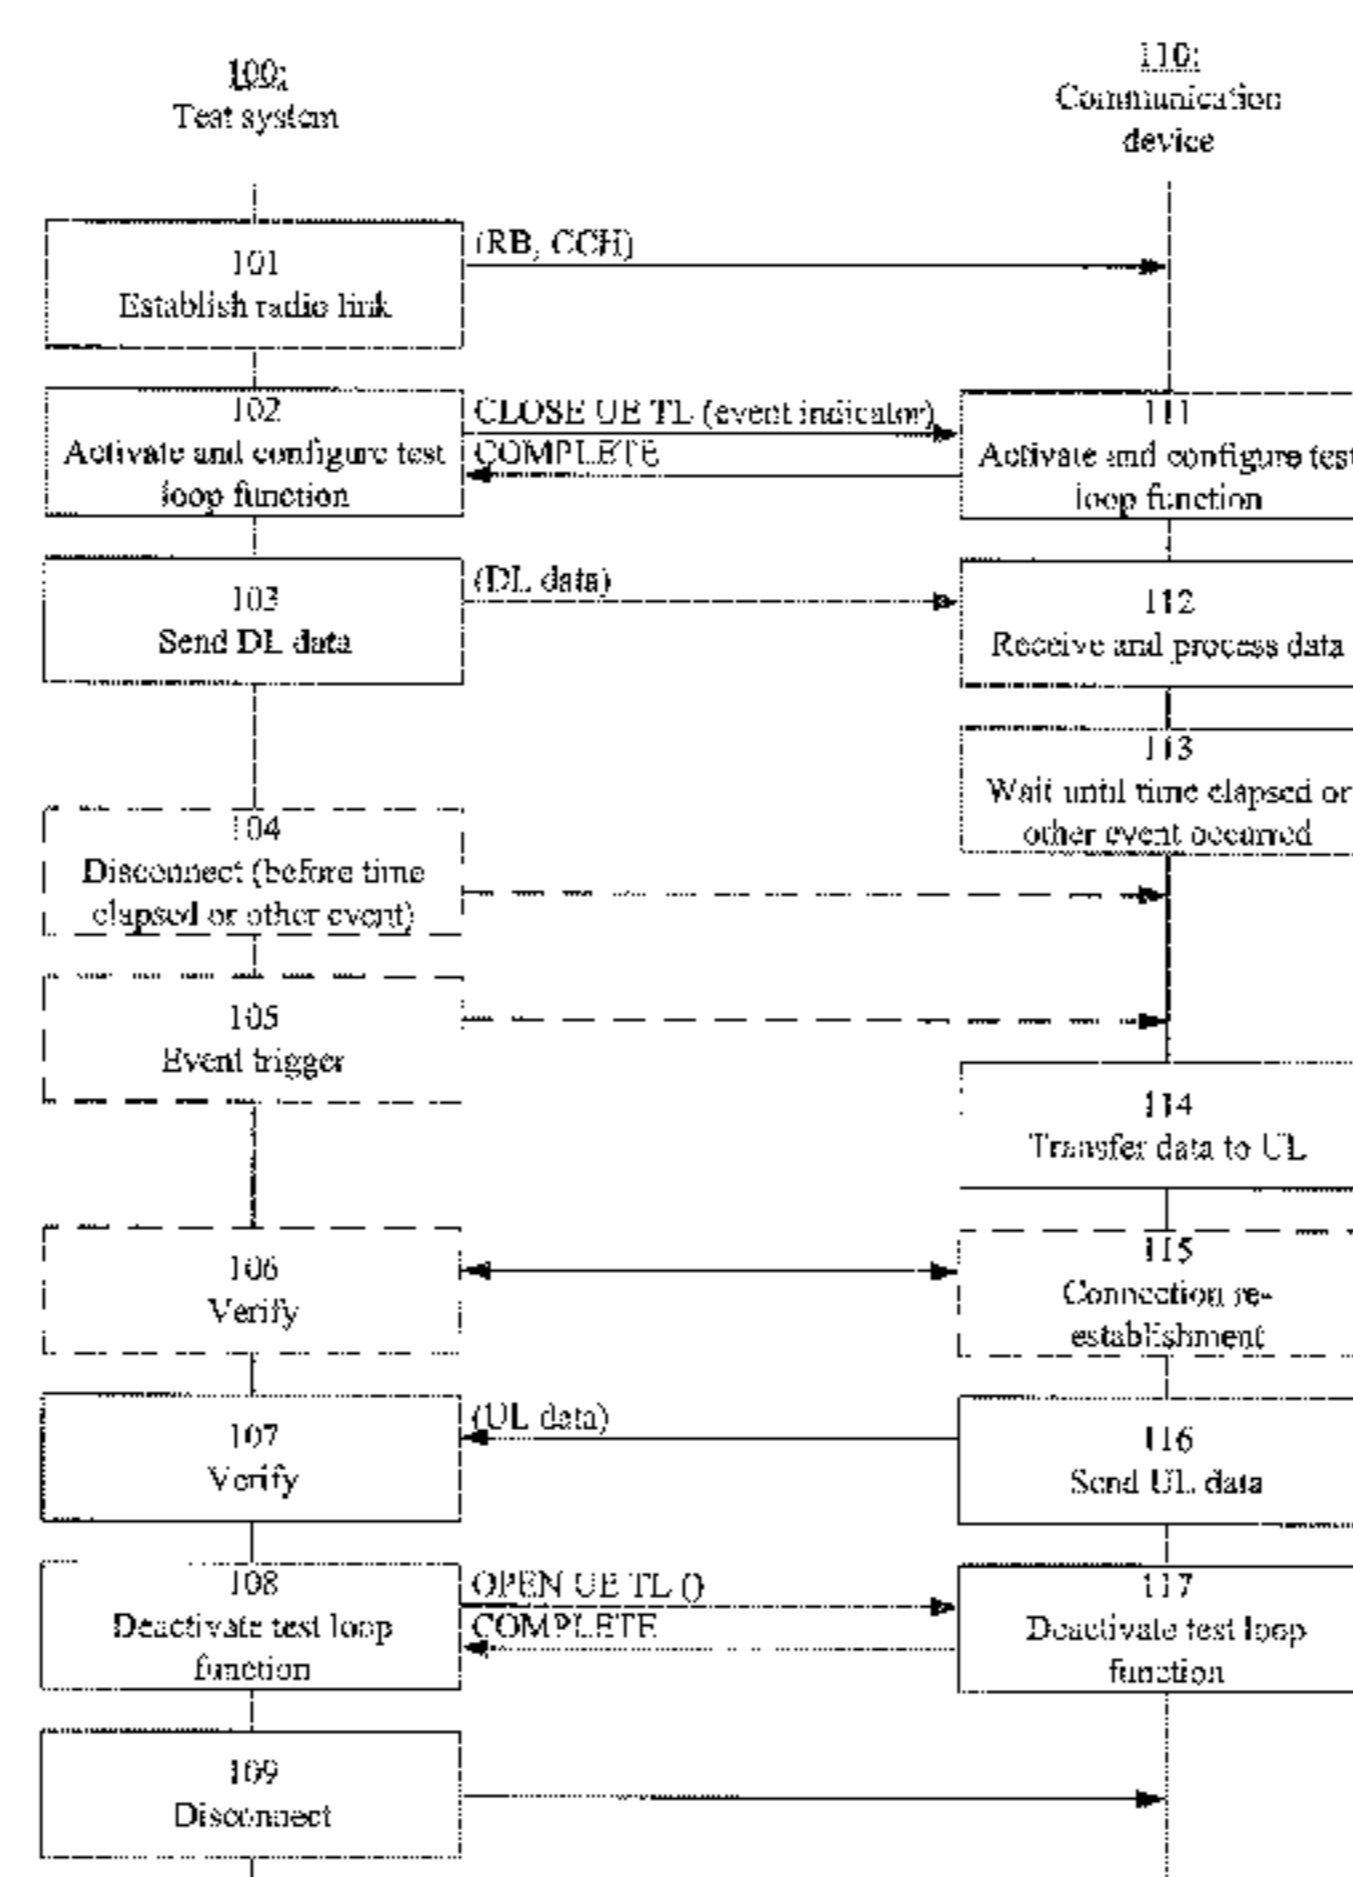 100:
Test system
110:
Communication
device
101
Establish radio link
(RB, CCH)
102
Activate and configure test
loop function
CLOSE UE TL (event indicator)
COMPLETE
111
Activate and configure test
loop function
103
Send DL data
(DL data)
112
Receive and process data
113
Wait until time elapsed or
other event occurred
104
Disconnect (before time
elapsed or other event)
105
Event trigger
114
Transfer data to UL
106
Verify
115
Connection re-
establishment
107
Verify
(UL data)
116
Send UL data
108
Deactivate test loop
function
OPEN UE TL ()
COMPLETE
117
Deactivate test loop
function
109
Disconnect